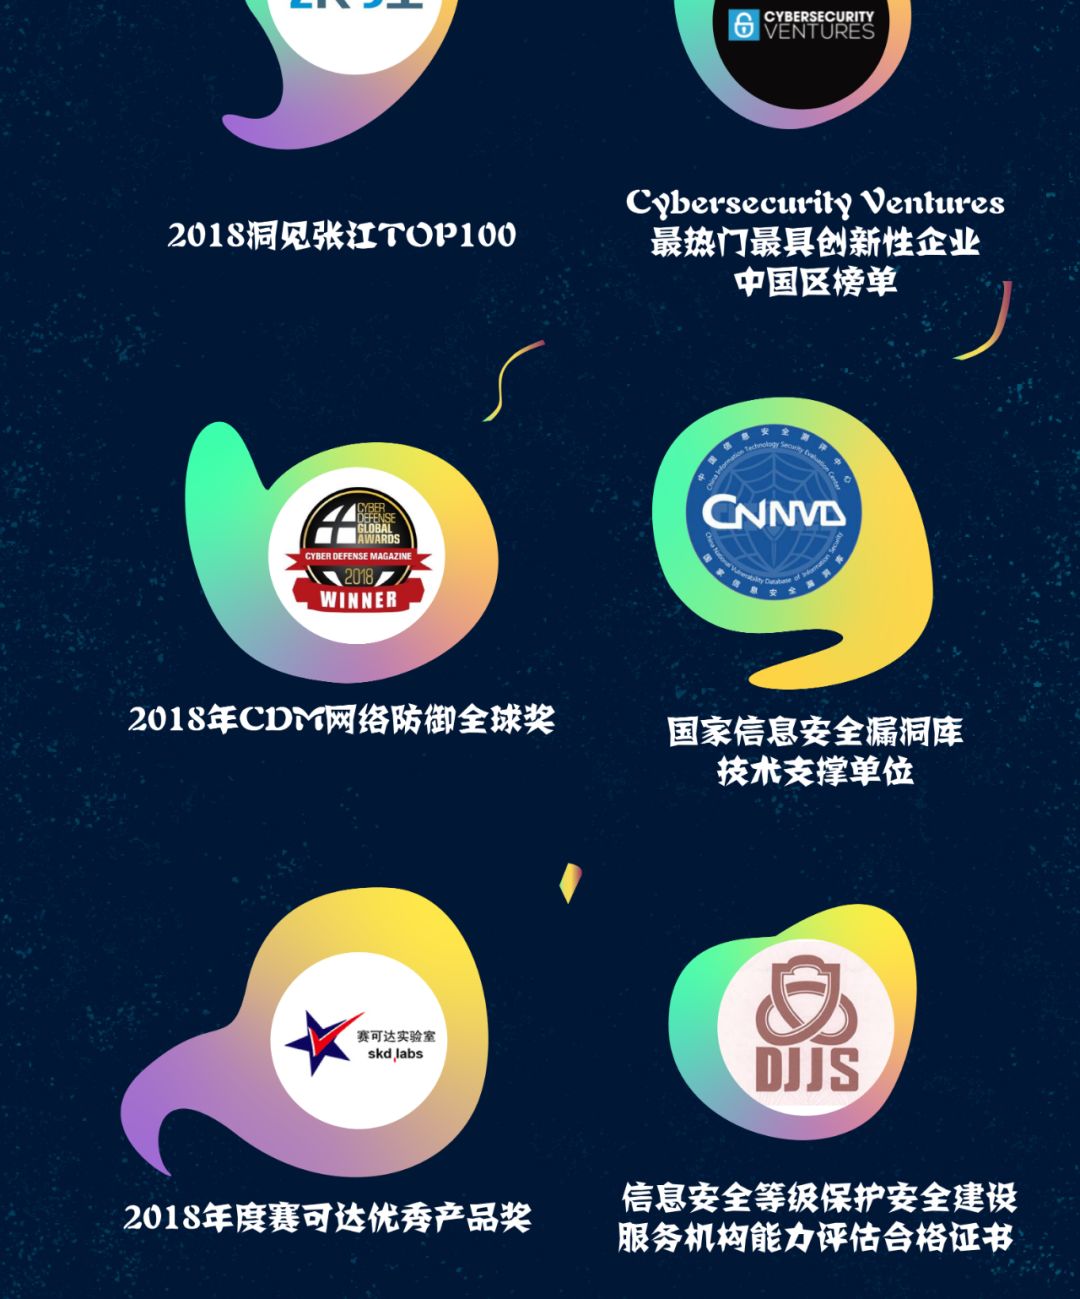 CYBERSECURITY
VENTURES
2018洞见张江TOP100
Cybersecurity Ventures
最热门最具创新性企业
中国区榜单
CYBER
DEFENSE
GLOBAL
AWARDS
CYBER DEFENSE MAGAZINE
2018
WINNER
中国信息安全测评中心
China Information Technology Security Evaluation Center
CNNVD
China National Vulnerability Database of Information Security
国家信息安全漏洞库
2018年CDM网络防御全球奖
国家信息安全漏洞库
技术支撑单位
赛可达实验室
skd labs
DJJS
2018年度赛可达优秀产品奖
信息安全等级保护安全建设
服务机构能力评估合格证书